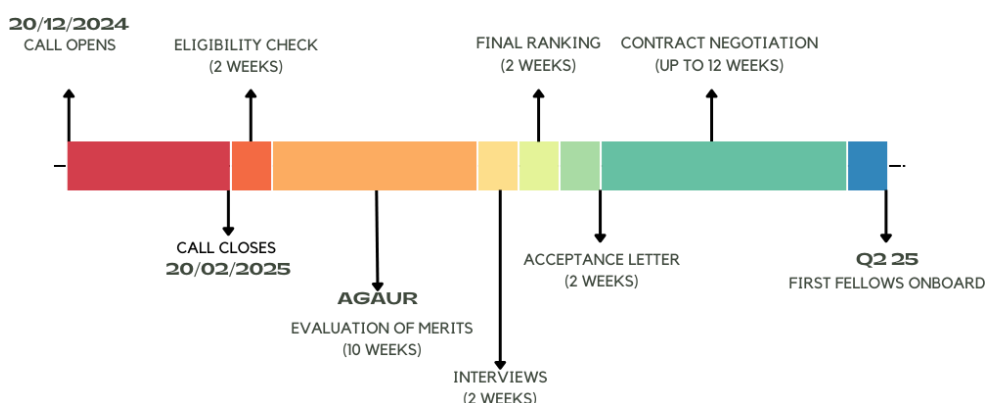 20/12/2024
CALL OPENS
ELIGIBILITY CHECK
(2 WEEKS)
FINAL RANKING
(2 WEEKS)
CONTRACT NEGOTIATION
(UP TO 12 WEEKS)
CALL CLOSES
20/02/2025
AGAUR
EVALUATION OF MERITS
(10 WEEKS)
INTERVIEWS
(2 WEEKS)
ACCEPTANCE LETTER
(2 WEEKS)
Q2 25
FIRST FELLOWS ONBOARD